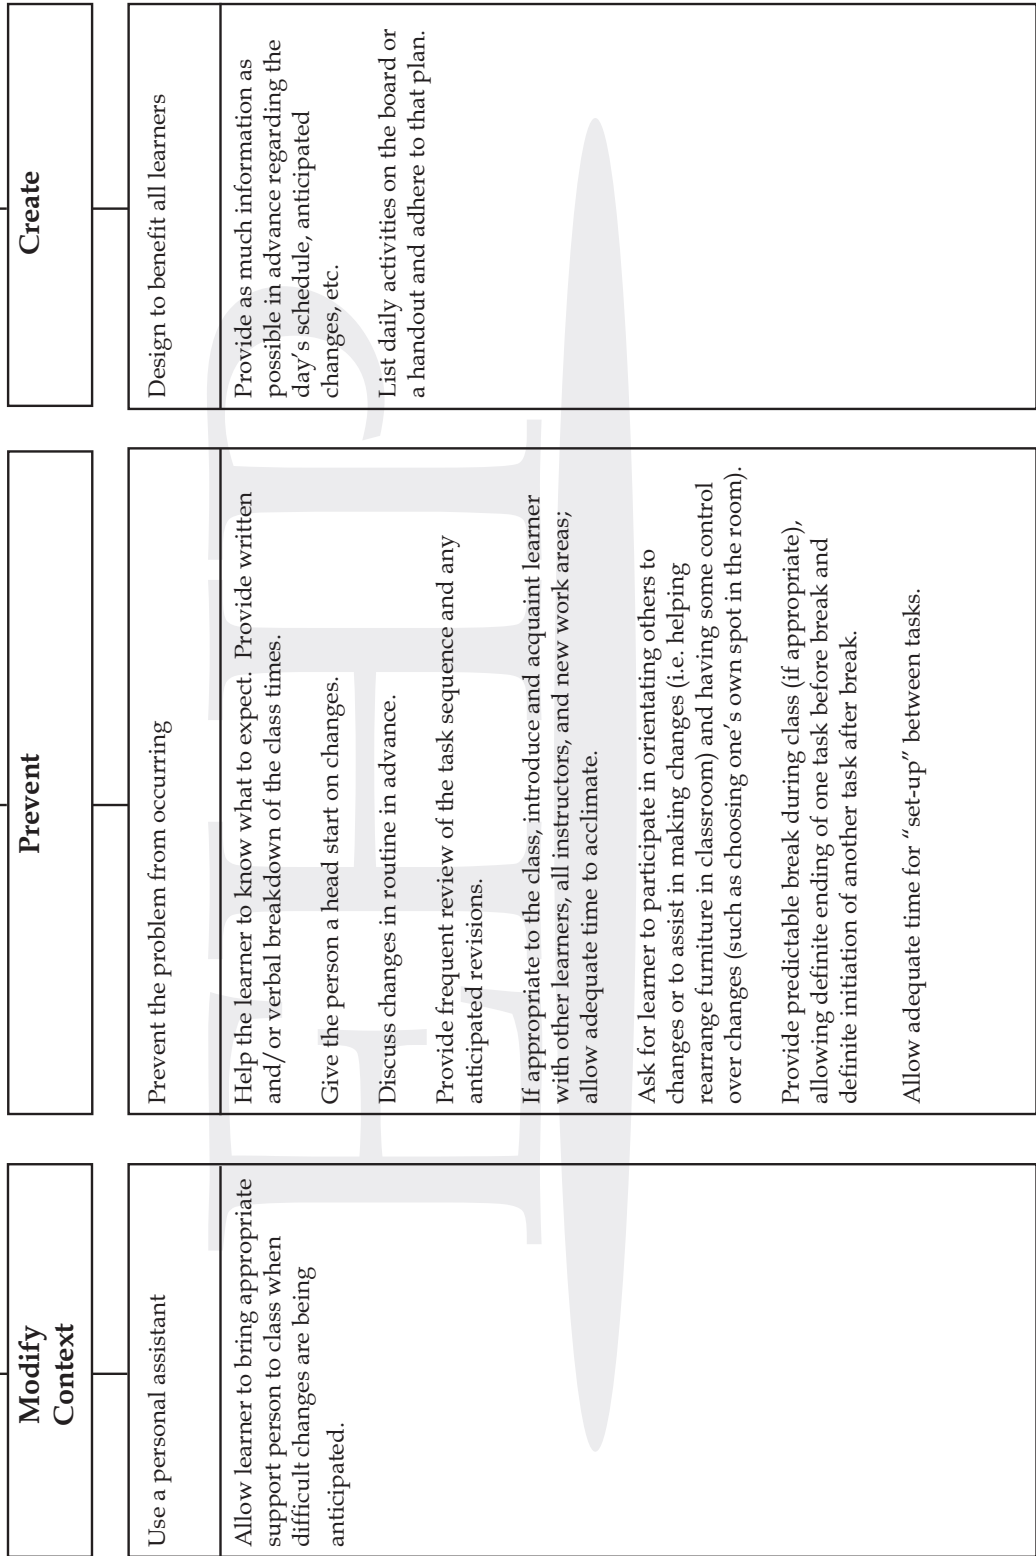 Modify
Context
Use a personal assistant
Allow learner to bring appropriate
support person to class when
difficult changes are being
anticipated.
Prevent
Prevent the problem from occurring
Help the learner to know what to expect.  Provide written
and/or verbal breakdown of the class times.
Give the person a head start on changes.
Discuss changes in routine in advance.
Provide frequent review of the task sequence and any
anticipated revisions.
If appropriate to the class, introduce and acquaint learner
with other learners, all instructors, and new work areas;
allow adequate time to acclimate.
Ask for learner to participate in orientating others to
changes or to assist in making changes (i.e. helping
rearrange furniture in classroom) and having some control
over changes (such as choosing one's own spot in the room).
Provide predictable break during class (if appropriate),
allowing definite ending of one task before break and
definite initiation of another task after break.
Allow adequate time for "set-up" between tasks.
Create
Design to benefit all learners
Provide as much information as
possible in advance regarding the
day's schedule, anticipated
changes, etc.
List daily activities on the board or
a handout and adhere to that plan.